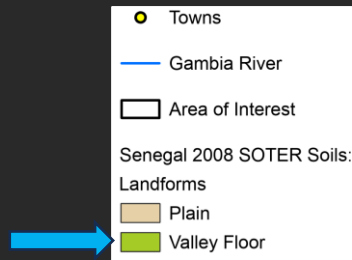 Towns
Gambia River
Area of Interest
Senegal 2008 SOTER Soils:
Landforms
Plain
Valley Floor